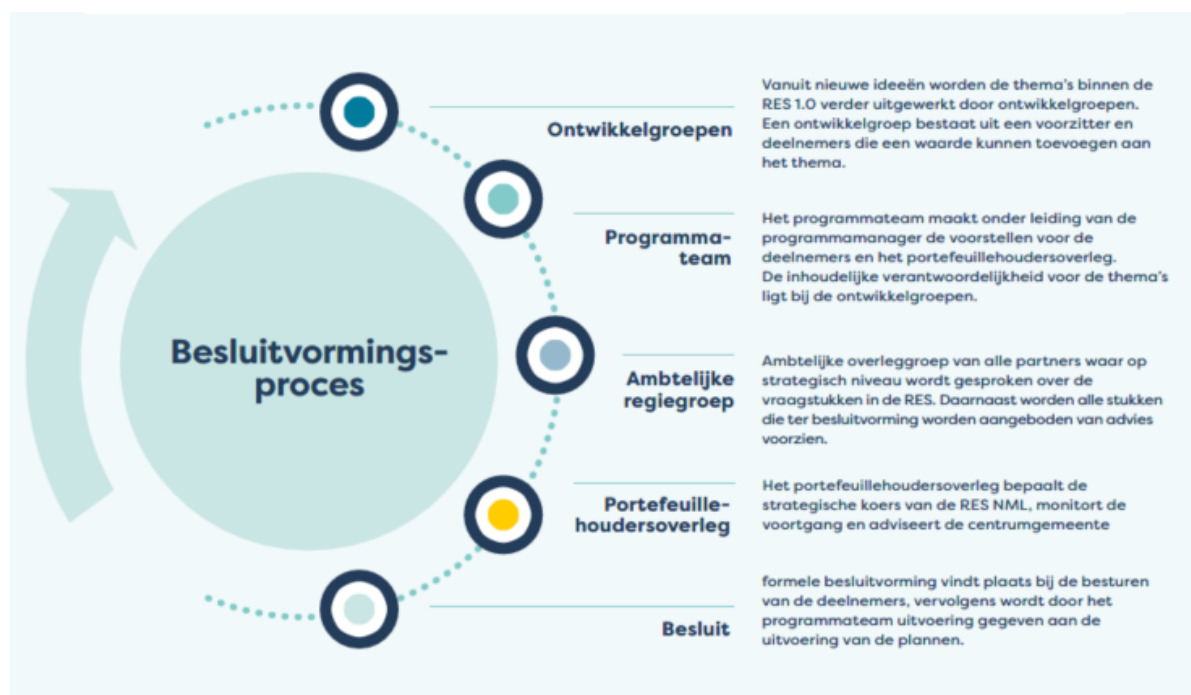 Besluitvormings-
proces
Ontwikkelgroepen
Vanuit nieuwe ideeën worden de thema's binnen de
RES 1.0 verder uitgewerkt door ontwikkelgroepen.
Een ontwikkelgroep bestaat uit een voorzitter en
deelnemers die een waarde kunnen toevoegen aan
het thema.
Programma-
team
Het programmateam maakt onder leiding van de
programmamanager de voorstellen voor de
deelnemers en het portefeuillehoudersoverleg.
De inhoudelijke verantwoordelijkheid voor de thema's
ligt bij de ontwikkelgroepen.
Ambtelijke
regiegroep
Ambtelijke overleggroep van alle partners waar op
strategisch niveau wordt gesproken over de
vraagstukken in de RES. Daarnaast worden alle stukken
die ter besluitvorming worden aangeboden van advies
voorzien.
Portefeuille-
houdersoverleg
Het portefeuillehoudersoverleg bepaalt de
strategische koers van de RES NML, monitort de
voortgang en adviseert de centrumgemeente
Besluit
formele besluitvorming vindt plaats bij de besturen
van de deelnemers, vervolgens wordt door het
programmateam uitvoering gegeven aan de
uitvoering van de plannen.